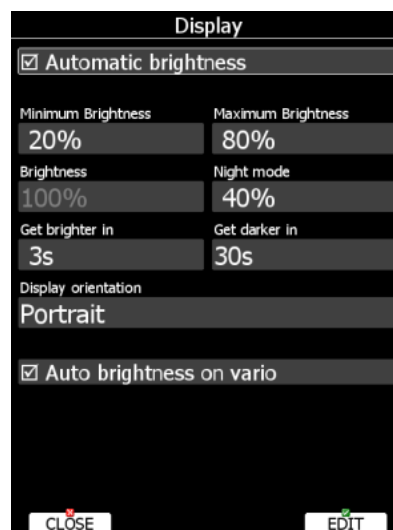 Display
Automatic brightness
Minimum Brightness Maximum Brightness
20% 80%
Brightness Night mode
100% 40%
Get brighter in Get darker in
3s 30s
Display orientation
Portrait
Auto brightness on vario
CLOSE EDIT